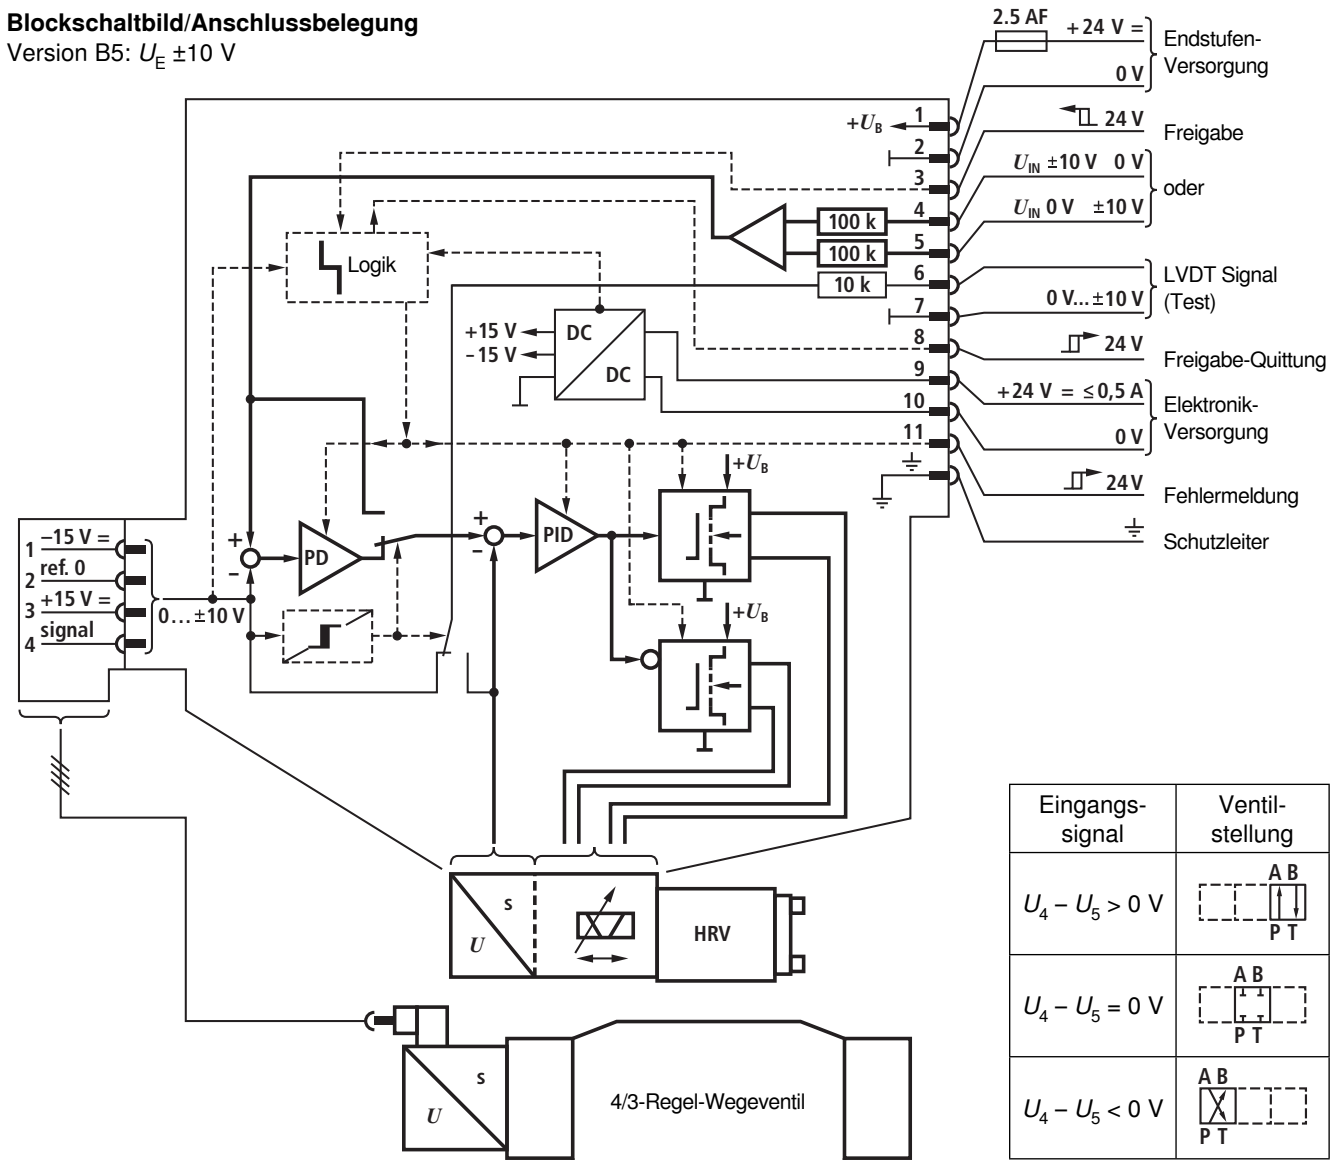 Blockschaltbild/Anschlussbelegung
Version B5: UE ±10 V
2.5 AF
+24 V =
0 V
Endstufen-
Versorgung
+UB
1
2
24 V
Freigabe
3
UIN ±10 V 0 V
4
UIN 0 V ±10 V
5
oder
100 k
100 k
10 k
6
7
0 V... ±10 V
LVDT Signal
(Test)
8
24 V
Freigabe-Quittung
9
+24 V = ≤0,5 A
10
0 V
Elektronik-
Versorgung
11
24 V
Fehlermeldung
Schutzleiter
Logik
+15 V
–15 V
DC
DC
+UB
+
–
PD
+
–
PID
+UB
1 –15 V =
2 ref. 0
3 +15 V =
4 signal
0... ±10 V
s
U
HRV
s
U
4/3-Regel-Wegeventil
Eingangs-
signal
Ventil-
stellung
U4 – U5 > 0 V
A B
P T
U4 – U5 = 0 V
A B
P T
U4 – U5 < 0 V
A B
P T